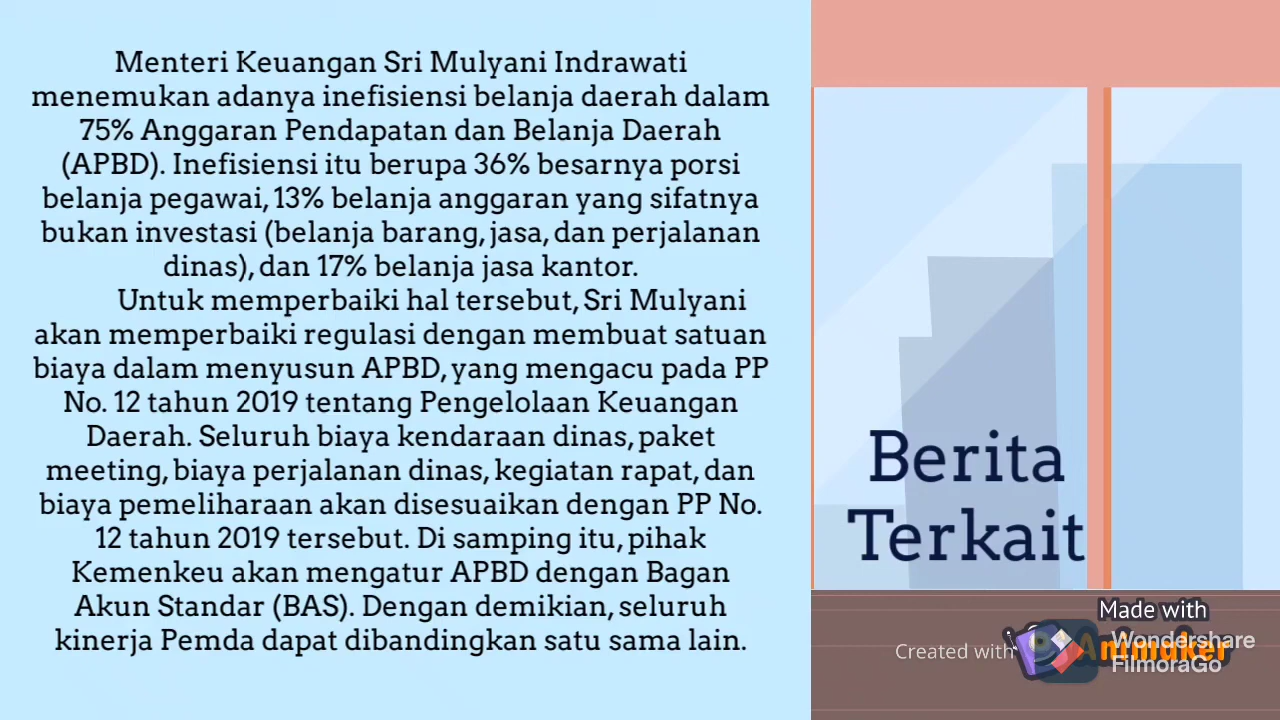 Menteri Keuangan Sri Mulyani Indrawati
menemukan adanya inefisiensi belanja daerah dalam
75% Anggaran Pendapatan dan Belanja Daerah
(APBD). Inefisiensi itu berupa 36% besarnya porsi
belanja pegawai, 13% belanja anggaran yang sifatnya
bukan investasi (belanja barang, jasa, dan perjalanan
dinas), dan 17% belanja jasa kantor.
Untuk memperbaiki hal tersebut, Sri Mulyani
akan memperbaiki regulasi dengan membuat satuan
biaya dalam menyusun APBD, yang mengacu pada PP
No. 12 tahun 2019 tentang Pengelolaan Keuangan
Daerah. Seluruh biaya kendaraan dinas, paket
meeting, biaya perjalanan dinas, kegiatan rapat, dan
biaya pemeliharaan akan disesuaikan dengan PP No.
12 tahun 2019 tersebut. Di samping itu, pihak
Kemenkeu akan mengatur APBD dengan Bagan
Akun Standar (BAS). Dengan demikian, seluruh
kinerja Pemda dapat dibandingkan satu sama lain.
Berita
Terkait
Made with
Wondershare
FilmoraGo
Created with
Animaker